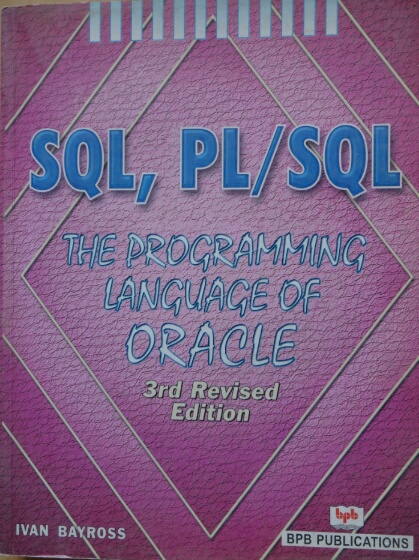 SQL, PL/SQL
THE PROGRAMMING
LANGUAGE OF
ORACLE
3rd Revised
Edition
bpb
IVAN BAYROSS
BPB PUBLICATIONS